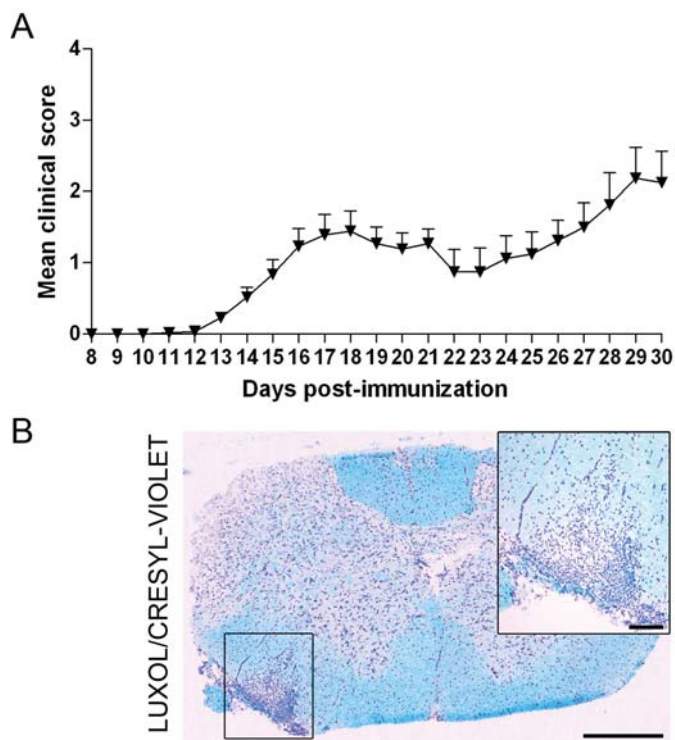 A
4
3
2
1
0
Mean clinical score
8 9 10 11 12 13 14 15 16 17 18 19 20 21 22 23 24 25 26 27 28 29 30
Days post-immunization
B
LUXOL/CRESYL-VIOLET